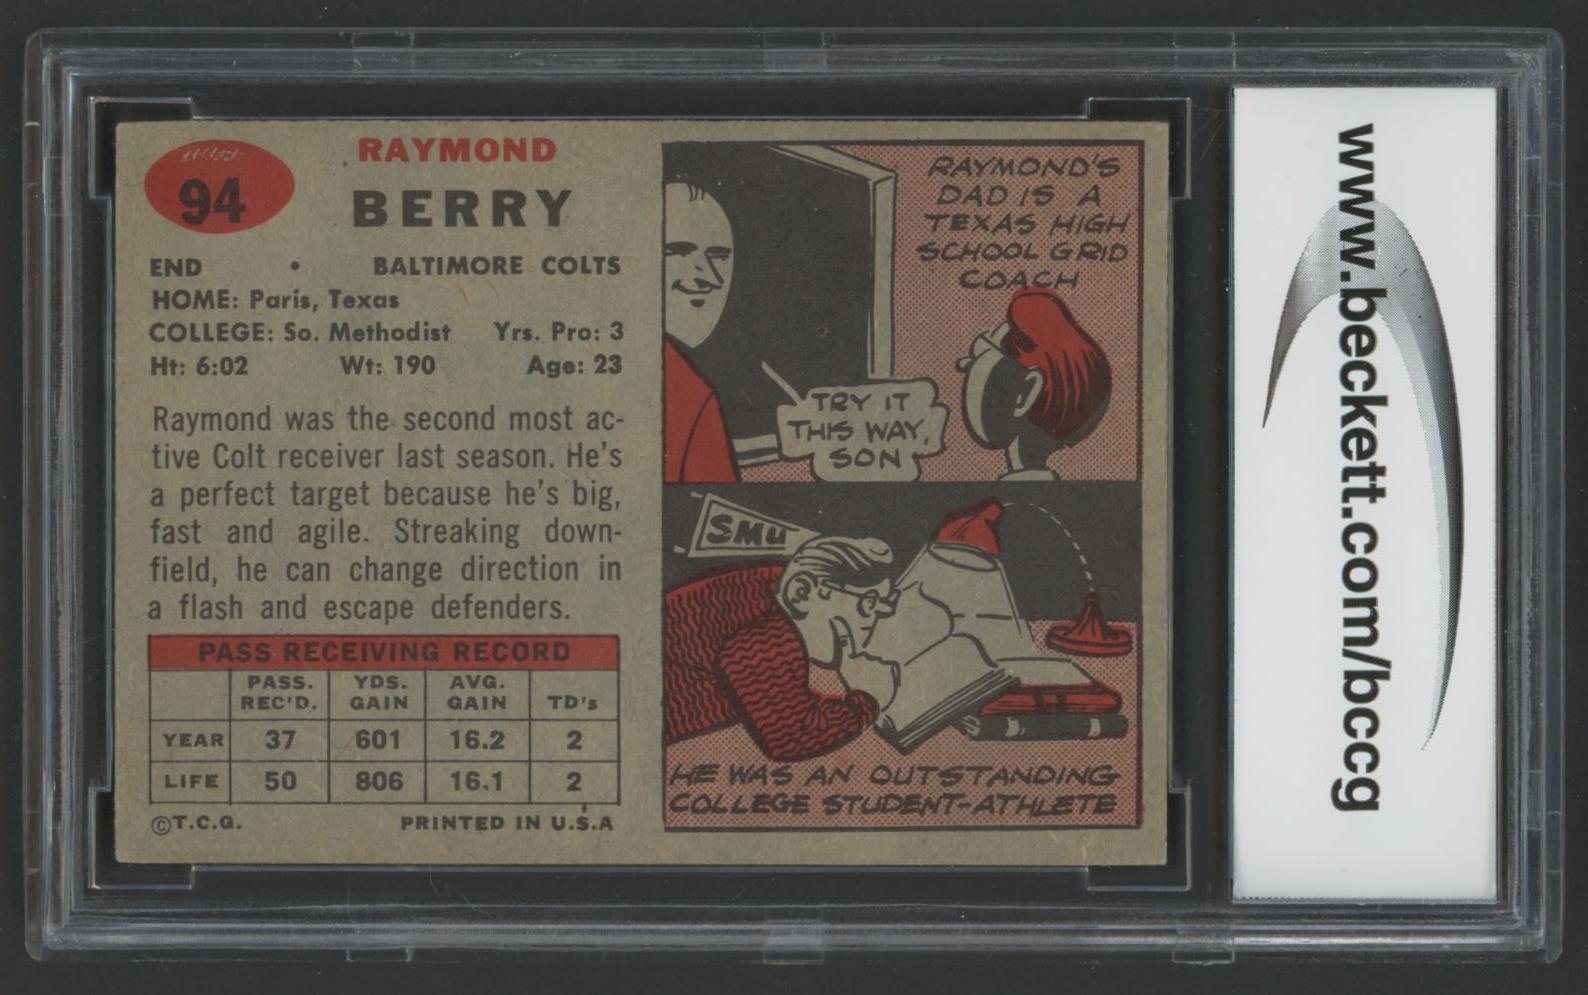 94
RAYMOND
BERRY
END • BALTIMORE COLTS
HOME: Paris, Texas
COLLEGE: So. Methodist Yrs. Pro: 3
Ht: 6:02 Wt: 190 Age: 23
Raymond was the second most ac-
tive Colt receiver last season. He's
a perfect target because he's big,
fast and agile. Streaking down-
field, he can change direction in
a flash and escape defenders.
PASS RECEIVING RECORD
PASS. REC'D. YDS. GAIN AVG. GAIN TD's
YEAR 37 601 16.2 2
LIFE 50 806 16.1 2
©T.C.G. PRINTED IN U.S.A
RAYMOND'S
DAD IS A
TEXAS HIGH
SCHOOL GRID
COACH
TRY IT
THIS WAY,
SON
SMU
HE WAS AN OUTSTANDING
COLLEGE STUDENT-ATHLETE
www.beckett.com/bccg